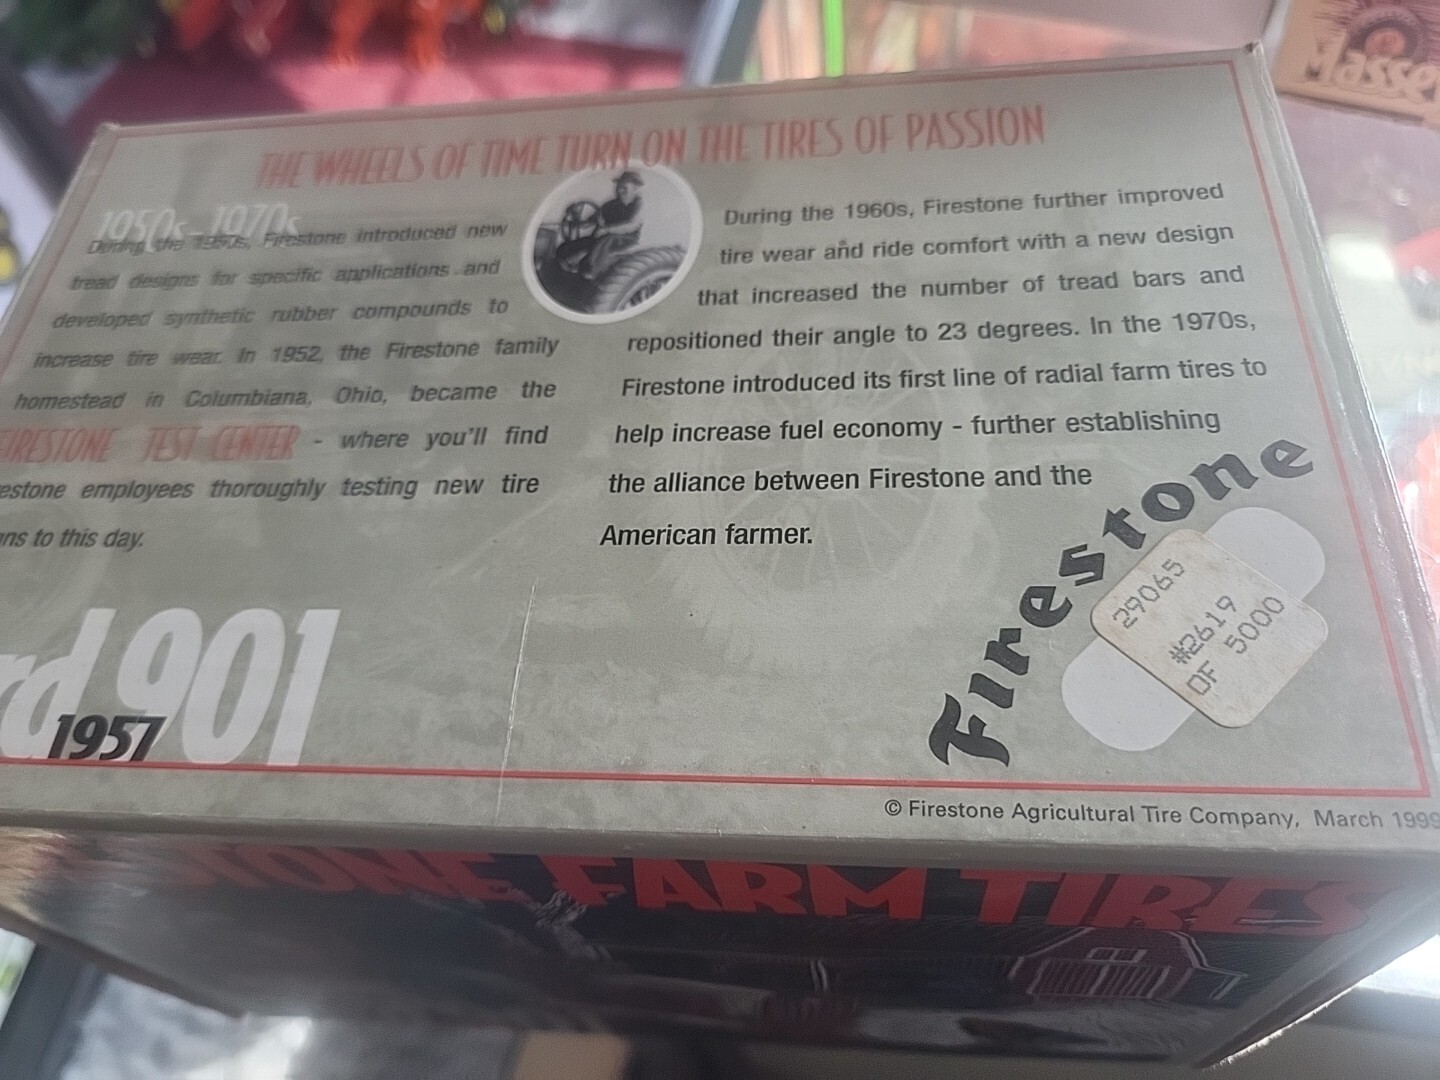 THE WHEELS OF TIME TURN ON THE TIRES OF PASSION
1950s-1970s
During the 1950s, Firestone introduced new
tread designs for specific applications and
developed synthetic rubber compounds to
increase tire wear. In 1952, the Firestone family
homestead in Columbiana, Ohio, became the
FIRESTONE TEST CENTER - where you'll find
estone employees thoroughly testing new tire
ns to this day.
During the 1960s, Firestone further improved
tire wear and ride comfort with a new design
that increased the number of tread bars and
repositioned their angle to 23 degrees. In the 1970s,
Firestone introduced its first line of radial farm tires to
help increase fuel economy - further establishing
the alliance between Firestone and the
American farmer.
rd 901
1957
Firestone
29065
#2619
OF 5000
© Firestone Agricultural Tire Company, March 1999
TONE FARM TIRES
Masse